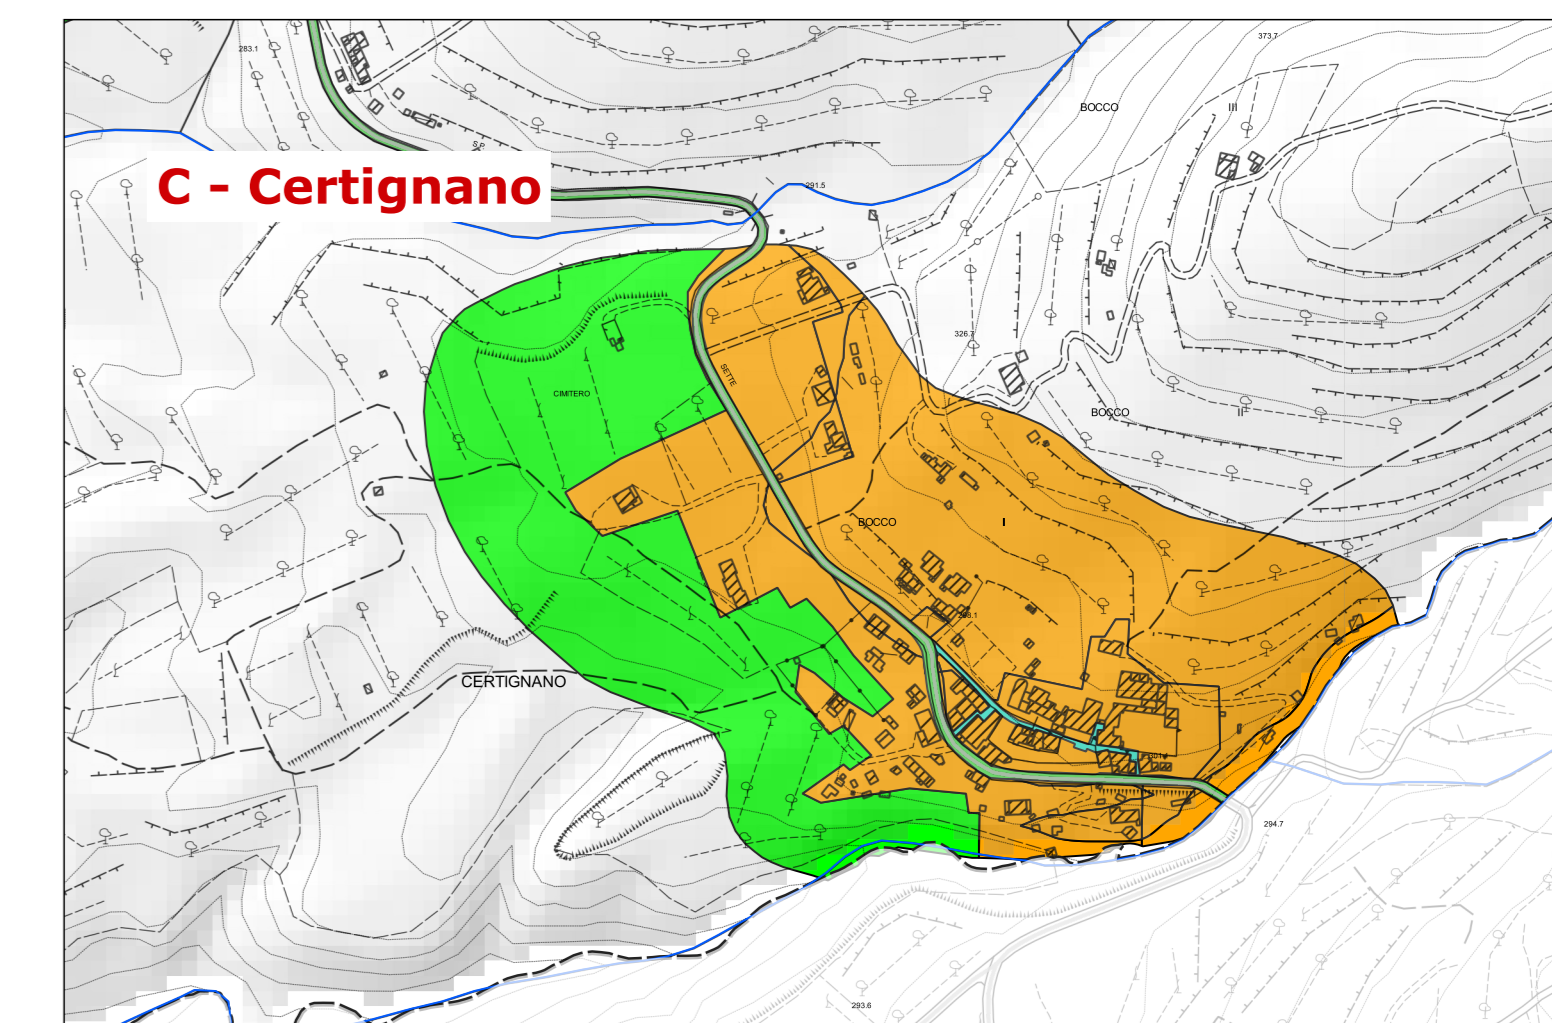 283.1
373.7
BOCCO
III
S.P.
C - Certignano
291.5
326.7
SETTE
CIMITERO
BOCCO
II
BOCCO
I
CERTIGNANO
294.7
293.6